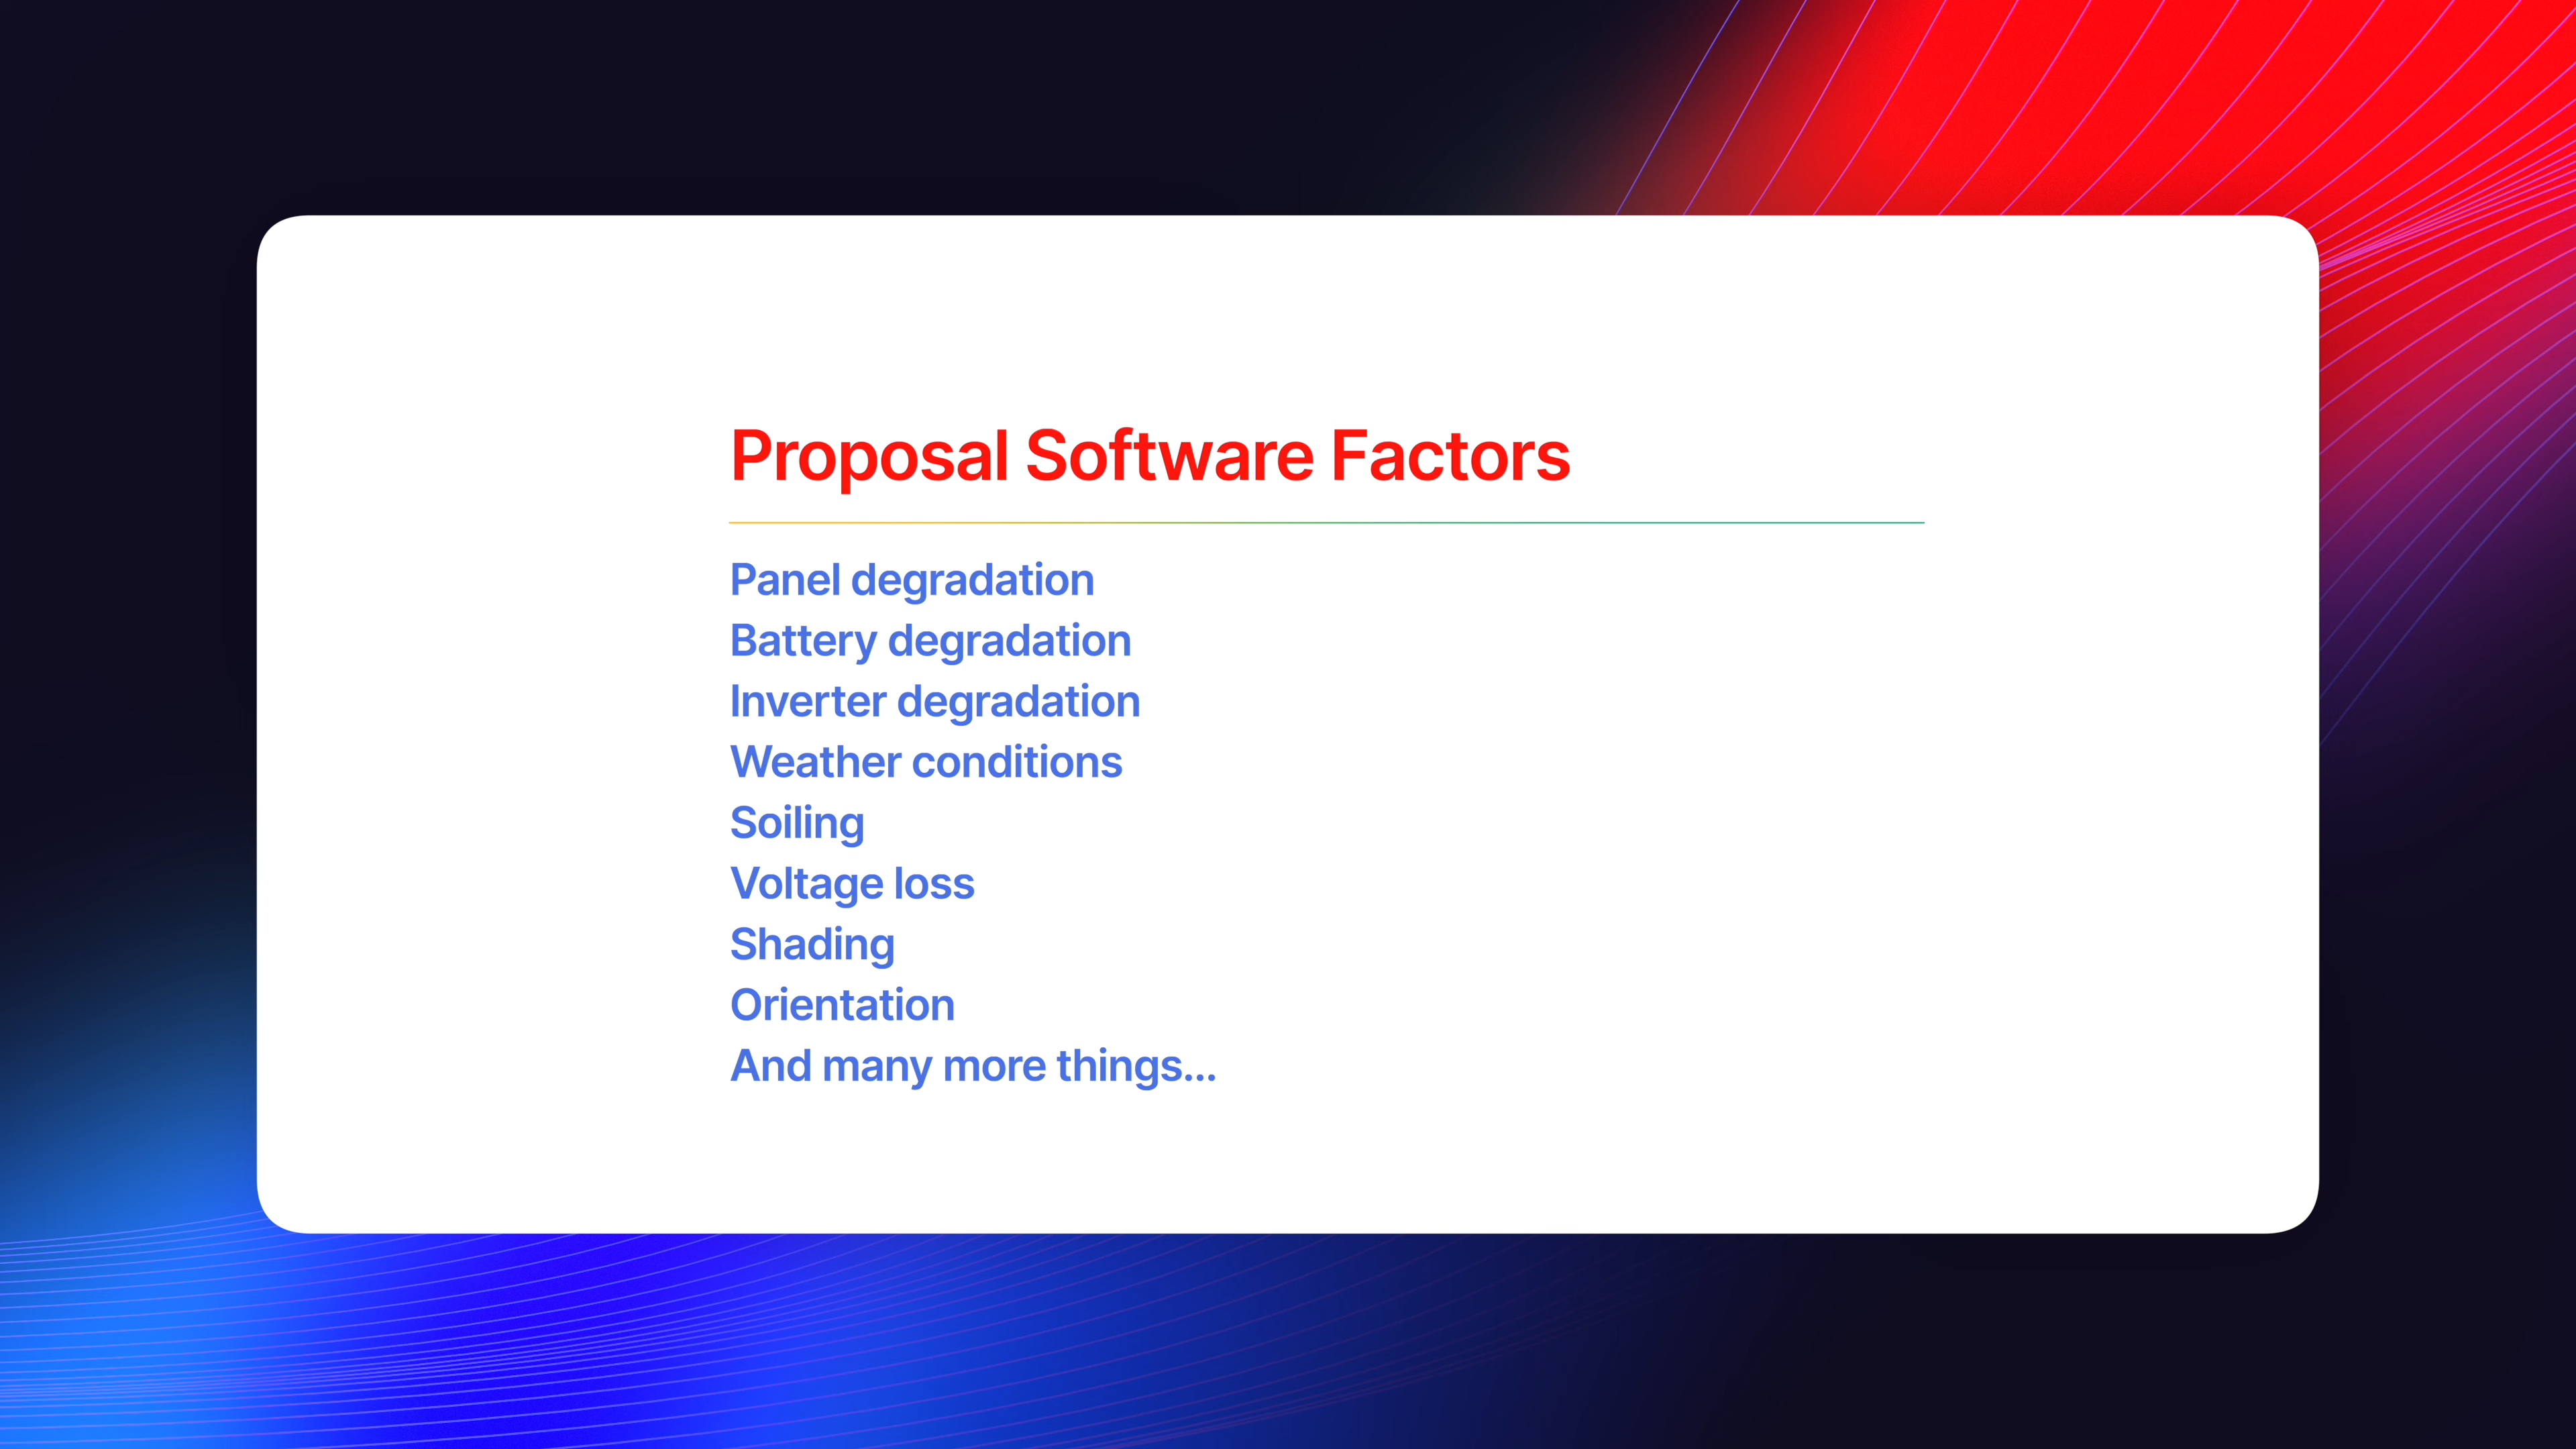 Proposal Software Factors
Panel degradation
Battery degradation
Inverter degradation
Weather conditions
Soiling
Voltage loss
Shading
Orientation
And many more things...